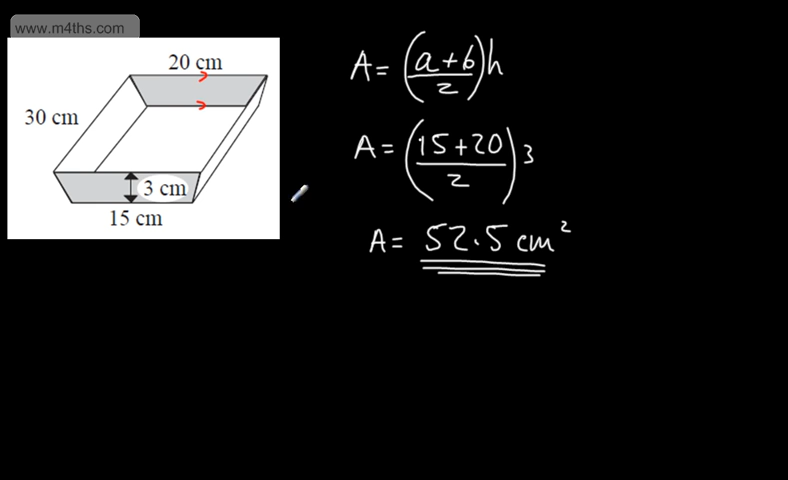 www.m4ths.com
20 cm
30 cm
3 cm
15 cm
A = (a+b/2)h
A = (15+20/2)3
A = 52.5 cm²